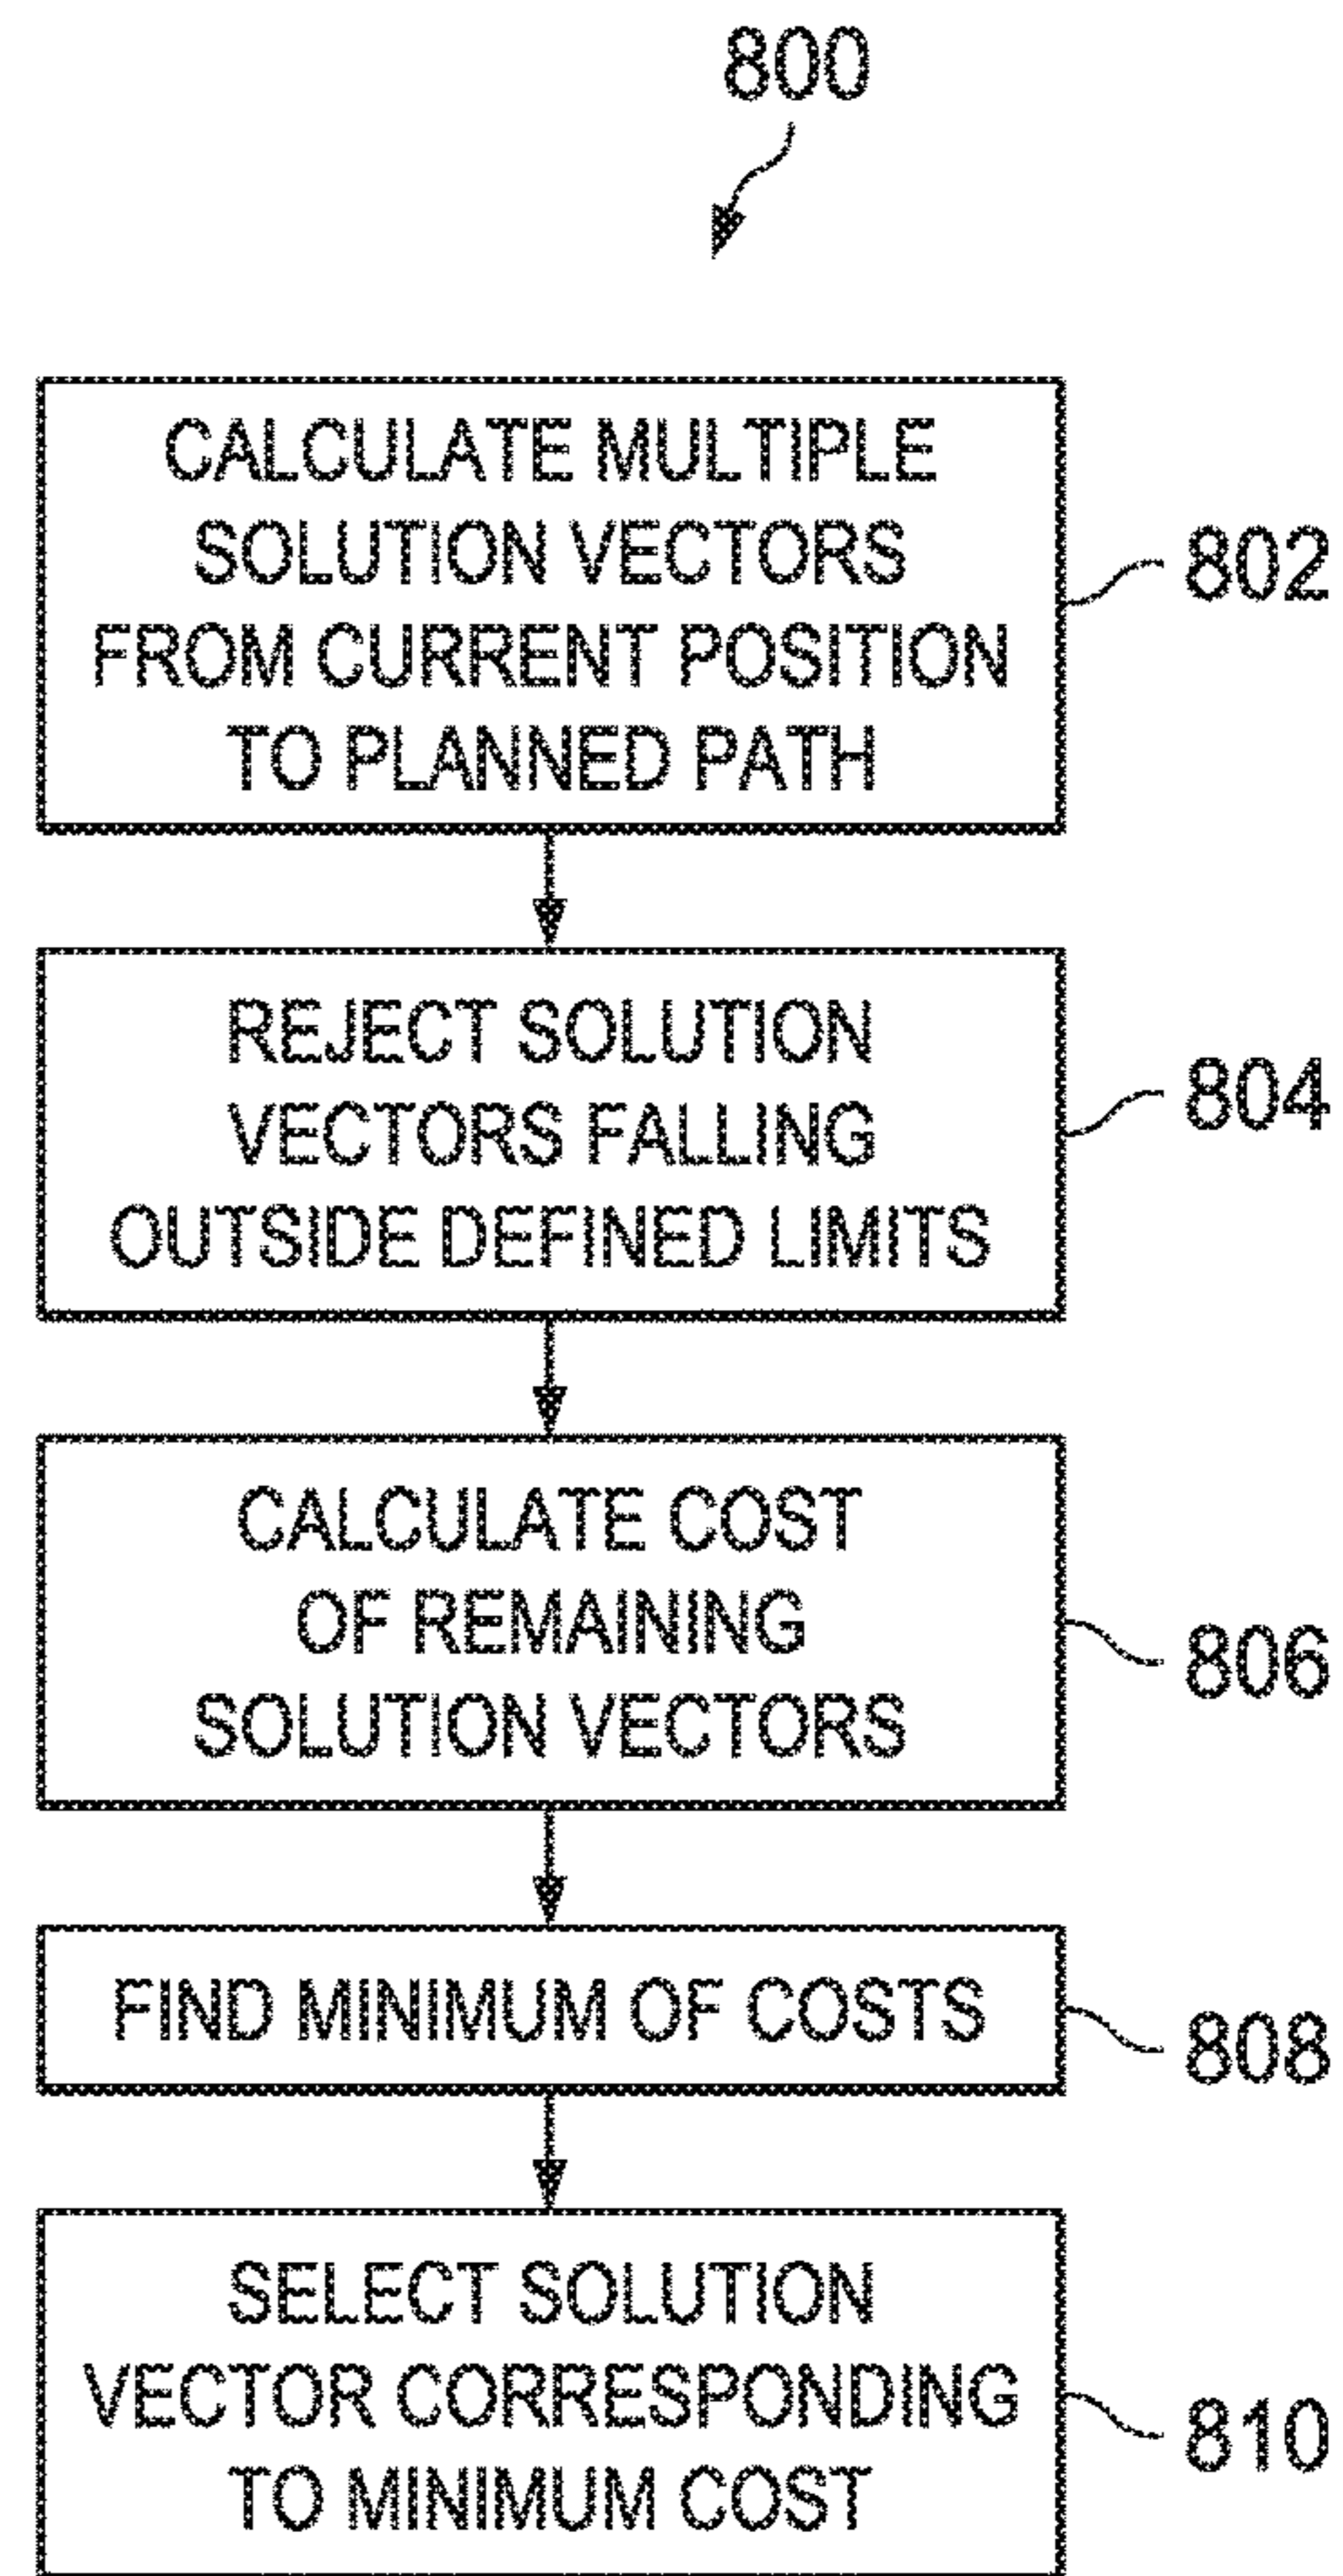 800
CALCULATE MULTIPLE
SOLUTION VECTORS
FROM CURRENT POSITION
TO PLANNED PATH
802
REJECT SOLUTION
VECTORS FALLING
OUTSIDE DEFINED LIMITS
804
CALCULATE COST
OF REMAINING
SOLUTION VECTORS
806
FIND MINIMUM OF COSTS
808
SELECT SOLUTION
VECTOR CORRESPONDING
TO MINIMUM COST
810